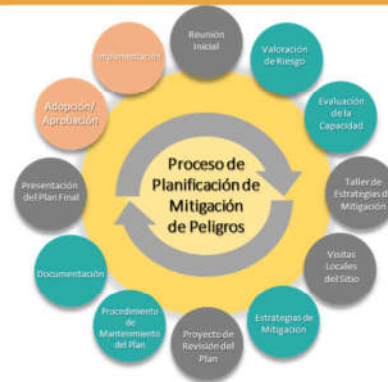 Reunión
Inicial
Valoración
de Riesgo
Evaluación
de la
Capacidad
Taller de
Estrategias de
Mitigación
Visitas
Locales
del Sitio
Estrategias de
Mitigación
Proyecto de
Revisión del
Plan
Procedimiento
de
Mantenimiento
del Plan
Documentación
Presentación
del Plan Final
Adopción/
Aprobación
Implementación
Proceso de
Planificación de
Mitigación
de Peligros